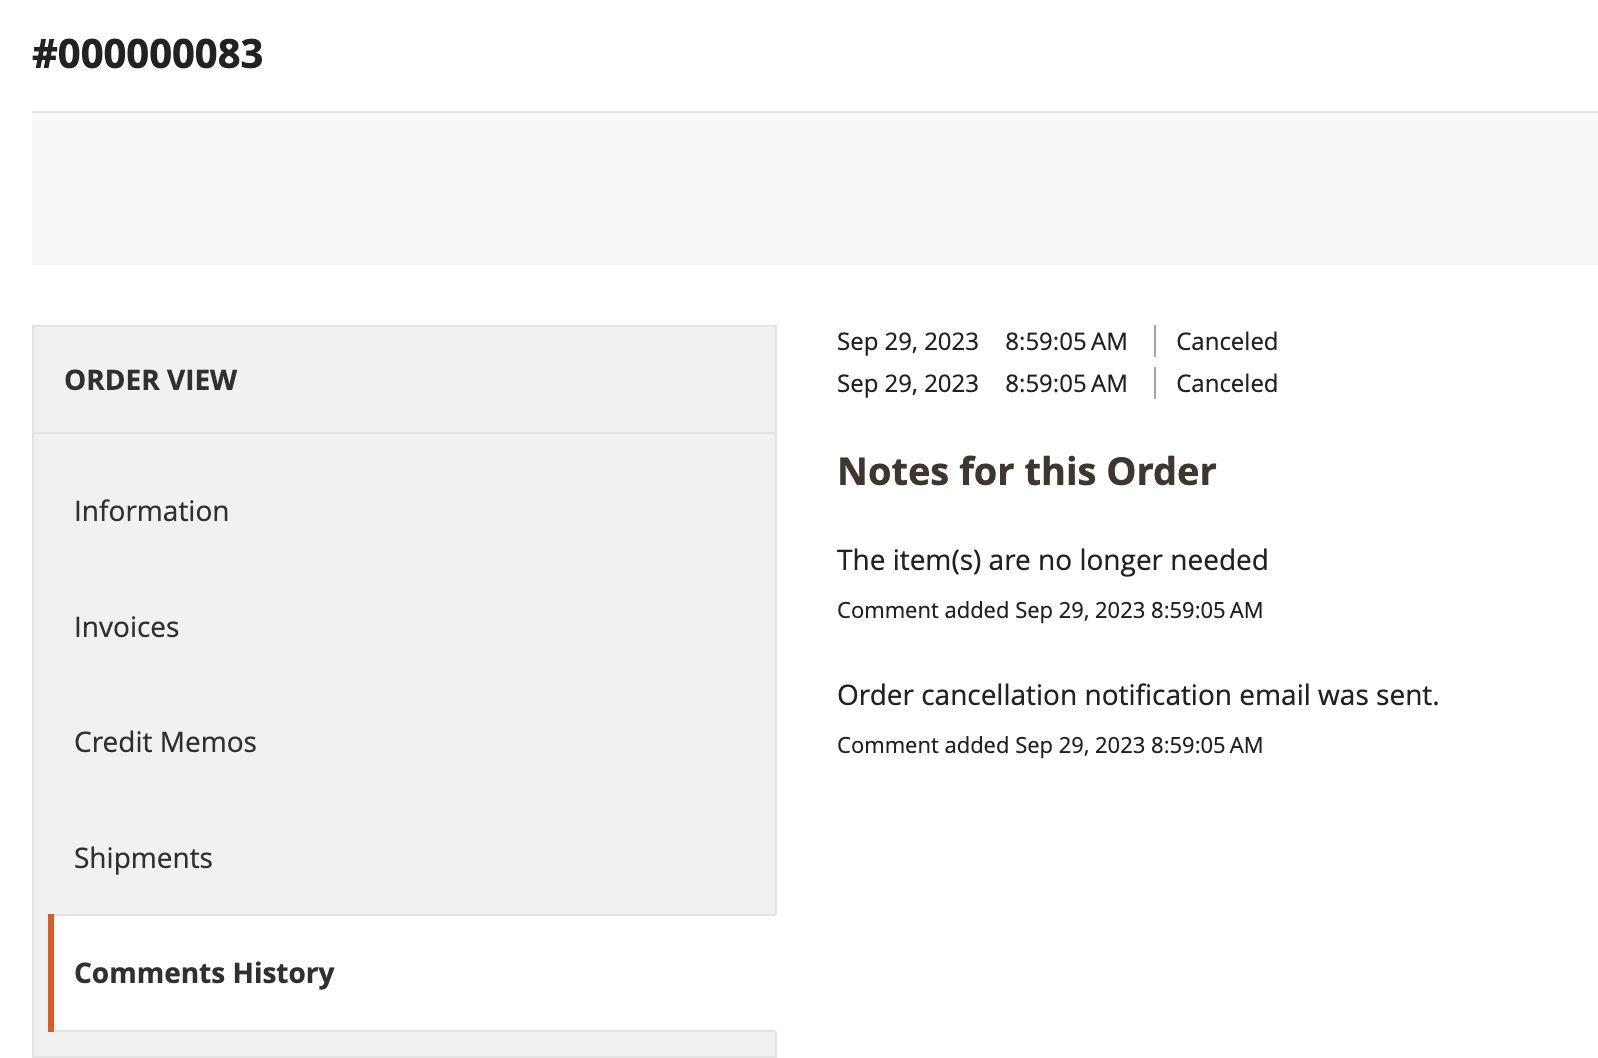 #000000083
ORDER VIEW
Information
Invoices
Credit Memos
Shipments
Comments History
Sep 29, 2023 8:59:05 AM Canceled
Sep 29, 2023 8:59:05 AM Canceled
Notes for this Order
The item(s) are no longer needed
Comment added Sep 29, 2023 8:59:05 AM
Order cancellation notification email was sent.
Comment added Sep 29, 2023 8:59:05 AM